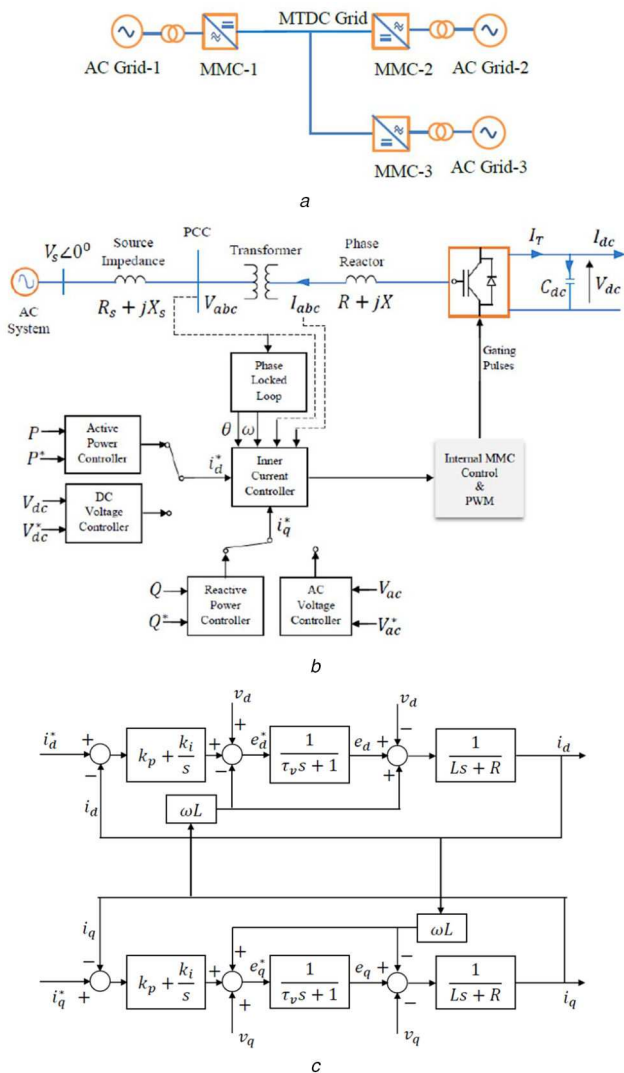 MTDC Grid
AC Grid-1
MMC-1
MMC-2
AC Grid-2
MMC-3
AC Grid-3
a
V_s∠0⁰
Source
Impedance
PCC
Transformer
Phase
Reactor
I_T
I_dc
AC
System
R_s + jX_s
V_abc
I_abc
R + jX
C_dc
V_dc
Gating
Pulses
Phase
Locked
Loop
θ
ω
P
P*
Active
Power
Controller
i_d^*
Inner
Current
Controller
Internal MMC
Control
&
PWM
V_dc
V_dc^*
DC
Voltage
Controller
i_q^*
Q
Q*
Reactive
Power
Controller
AC
Voltage
Controller
V_ac
V_ac^*
b
v_d
v_d
i_d^*
+
−
k_p + k_i/s
+
+
−
e_d^*
1/(τ_v s + 1)
e_d
+
−
+
1/(Ls + R)
i_d
i_d
ωL
i_q
ωL
i_q^*
−
+
k_p + k_i/s
+
+
+
e_q^*
1/(τ_v s + 1)
e_q
+
−
−
1/(Ls + R)
i_q
v_q
v_q
c